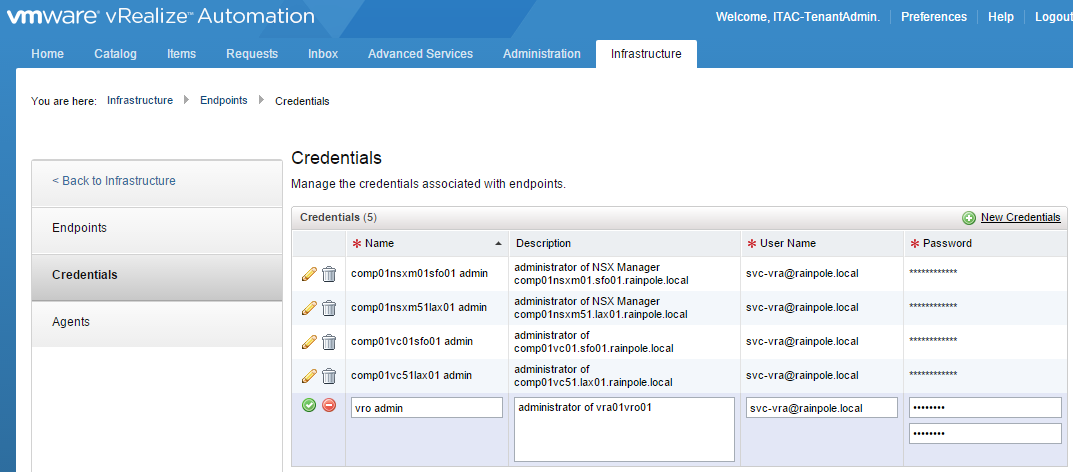 vmware® vRealize™ Automation
Welcome, ITAC-TenantAdmin. Preferences Help Logout
Home Catalog Items Requests Inbox Advanced Services Administration Infrastructure
You are here: Infrastructure Endpoints Credentials
Credentials
Manage the credentials associated with endpoints.
< Back to Infrastructure
Endpoints
Credentials
Agents
Credentials (5) New Credentials
* Name Description * User Name * Password
comp01nsxm01sfo01 admin administrator of NSX Manager svc-vra@rainpole.local ************
comp01nsxm01.sfo01.rainpole.local
comp01nsxm51lax01 admin administrator of NSX Manager svc-vra@rainpole.local ************
comp01nsxm51.lax01.rainpole.local
comp01vc01sfo01 admin administrator of svc-vra@rainpole.local ************
comp01vc01.sfo01.rainpole.local
comp01vc51lax01 admin administrator of svc-vra@rainpole.local ************
comp01vc51.lax01.rainpole.local
vro admin administrator of vra01vro01 svc-vra@rainpole.local ••••••••
••••••••